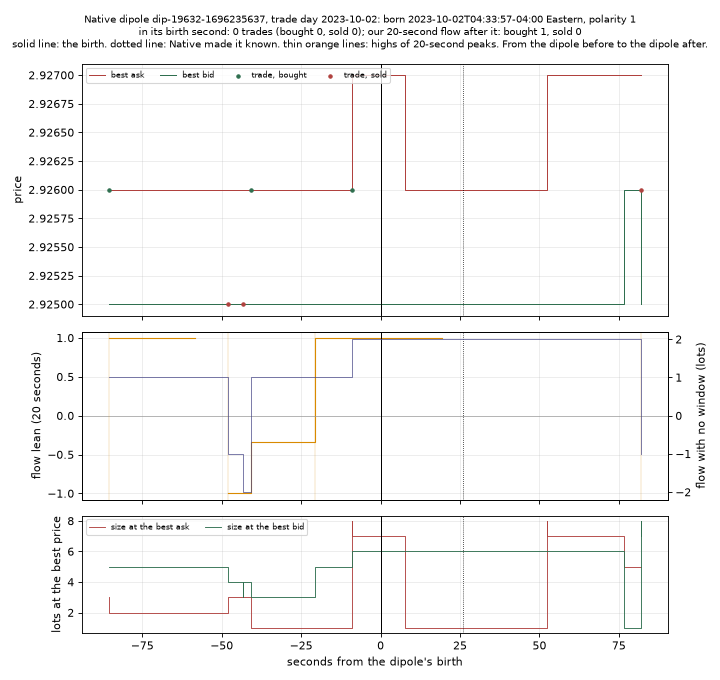 Native dipole dip-19632-1696235637, trade day 2023-10-02: born 2023-10-02T04:33:57-04:00 Eastern, polarity 1
in its birth second: 0 trades (bought 0, sold 0); our 20-second flow after it: bought 1, sold 0
solid line: the birth. dotted line: Native made it known. thin orange lines: highs of 20-second peaks. From the dipole before to the dipole after.
best ask
best bid
trade, bought
trade, sold
price
2.92700
2.92675
2.92650
2.92625
2.92600
2.92575
2.92550
2.92525
2.92500
flow lean (20 seconds)
1.0
0.5
0.0
−0.5
−1.0
flow with no window (lots)
2
1
0
−1
−2
size at the best ask
size at the best bid
lots at the best price
8
6
4
2
−75
−50
−25
0
25
50
75
seconds from the dipole's birth